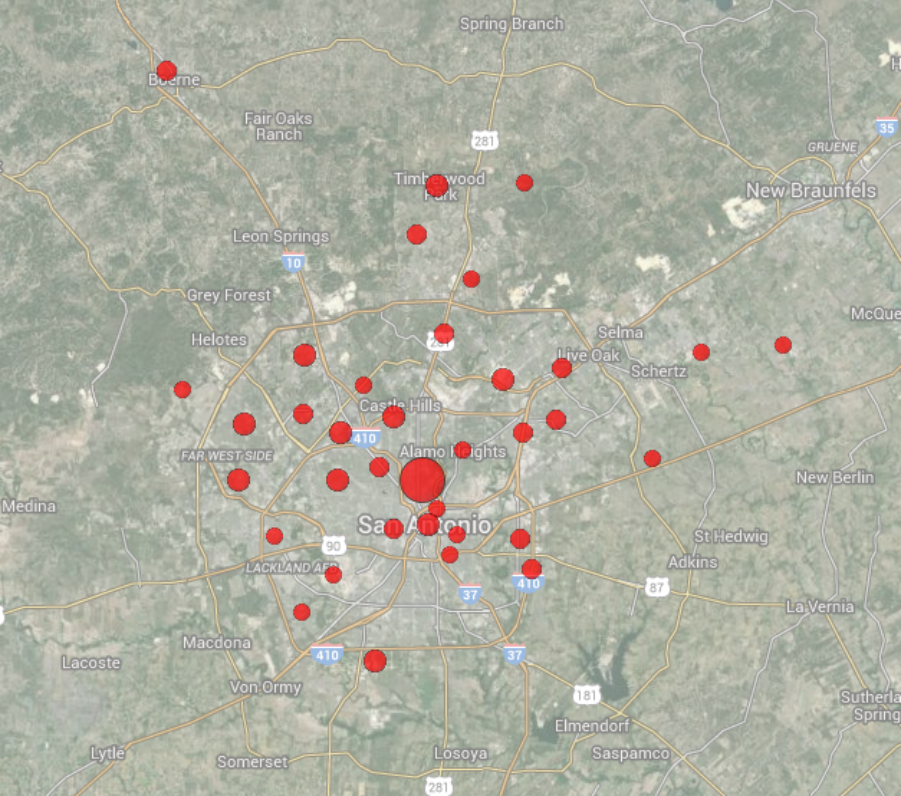 Spring Branch
Boerne
H
Fair Oaks
Ranch
35
281
GRUENE
Timberwood
Park
New Braunfels
Leon Springs
10
Grey Forest
McQue
Helotes
Selma
281
Live Oak
Schertz
Castle Hills
410
FAR WEST SIDE
Alamo Heights
New Berlin
Medina
San Antonio
90
St Hedwig
LACKLAND AFB
Adkins
410
87
37
La Vernia
Macdona
410
37
Lacoste
Von Ormy
181
Sutherla
Spring
Elmendorf
Lytle
Somerset
Losoya
Saspamco
281